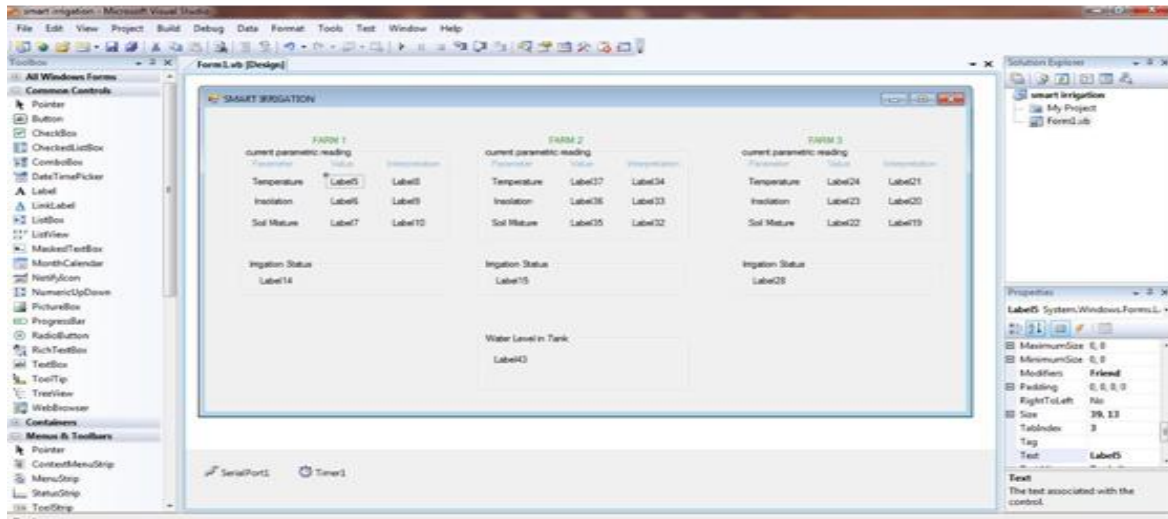 smart irrigation - Microsoft Visual Studio
File Edit View Project Build Debug Data Format Tools Test Window Help
Toolbox
All Windows Forms
Common Controls
Pointer
Button
CheckBox
CheckedListBox
ComboBox
DateTimePicker
Label
LinkLabel
ListBox
ListView
MaskedTextBox
MonthCalendar
NotifyIcon
NumericUpDown
PictureBox
ProgressBar
RadioButton
RichTextBox
TextBox
ToolTip
TreeView
WebBrowser
Containers
Menus & Toolbars
Pointer
ContextMenuStrip
MenuStrip
StatusStrip
ToolStrip
Form1.vb [Design]
SMART IRRIGATION
FARM 1 FARM 2 FARM 3
current parametric reading current parametric reading current parametric reading
Parameter Value Interpretation Parameter Value Interpretation Parameter Value Interpretation
Temperature Label5 Label8 Temperature Label37 Label34 Temperature Label24 Label21
Insolation Label6 Label9 Insolation Label36 Label33 Insolation Label23 Label20
Soil Mixture Label7 Label10 Soil Mixture Label35 Label32 Soil Mixture Label22 Label19
Irrigation Status Irrigation Status Irrigation Status
Label14 Label15 Label28
Water Level in Tank
Label43
SerialPort1 Timer1
Solution Explorer
smart irrigation
My Project
Form1.vb
Properties
Label5 System.Windows.Forms.L
MaximumSize 0, 0
MinimumSize 0, 0
Modifiers Friend
Padding 0, 0, 0, 0
RightToLeft No
Size 39, 13
TabIndex 3
Tag
Text Label5
Text
The text associated with the control.